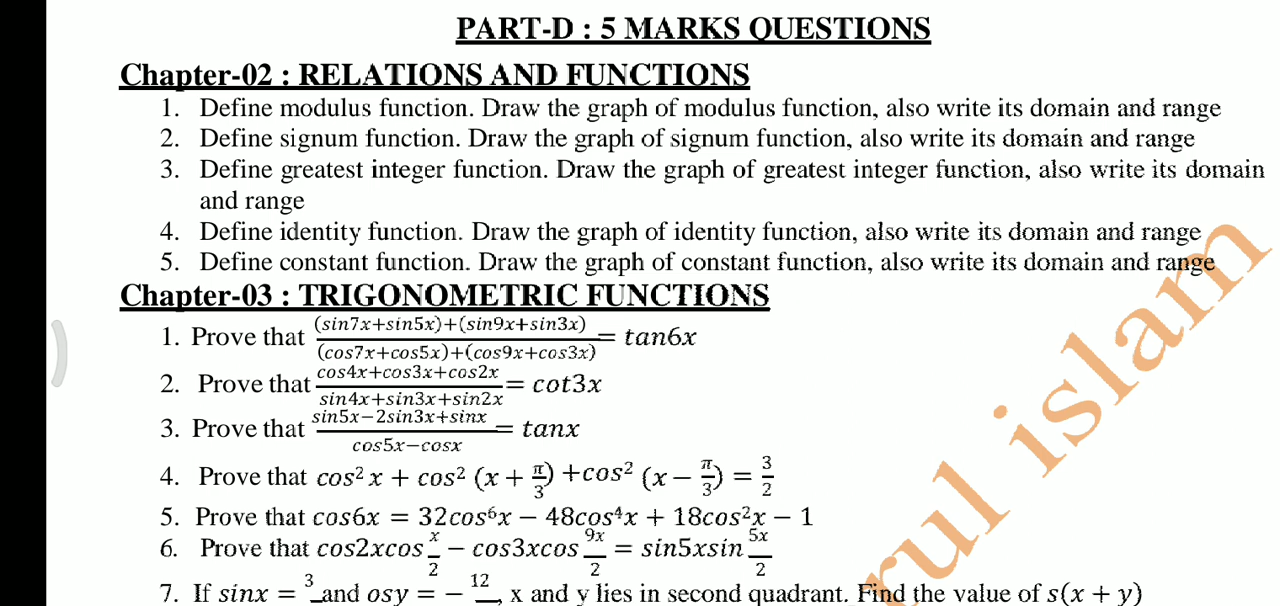 PART-D : 5 MARKS QUESTIONS
Chapter-02 : RELATIONS AND FUNCTIONS
1. Define modulus function. Draw the graph of modulus function, also write its domain and range
2. Define signum function. Draw the graph of signum function, also write its domain and range
3. Define greatest integer function. Draw the graph of greatest integer function, also write its domain
and range
4. Define identity function. Draw the graph of identity function, also write its domain and range
5. Define constant function. Draw the graph of constant function, also write its domain and range
Chapter-03 : TRIGONOMETRIC FUNCTIONS
1. Prove that (sin7x+sin5x)+(sin9x+sin3x)/(cos7x+cos5x)+(cos9x+cos3x) = tan6x
2. Prove that cos4x+cos3x+cos2x/sin4x+sin3x+sin2x = cot3x
3. Prove that sin5x−2sin3x+sinx/cos5x−cosx = tanx
4. Prove that cos² x + cos² (x + π/3) +cos² (x − π/3) = 3/2
5. Prove that cos6x = 32cos⁶x − 48cos⁴x + 18cos²x − 1
6. Prove that cos2xcos x/2 − cos3xcos 9x/2 = sin5xsin 5x/2
7. If sinx = 3 and osy = − 12, x and y lies in second quadrant. Find the value of s(x + y)
rul islam